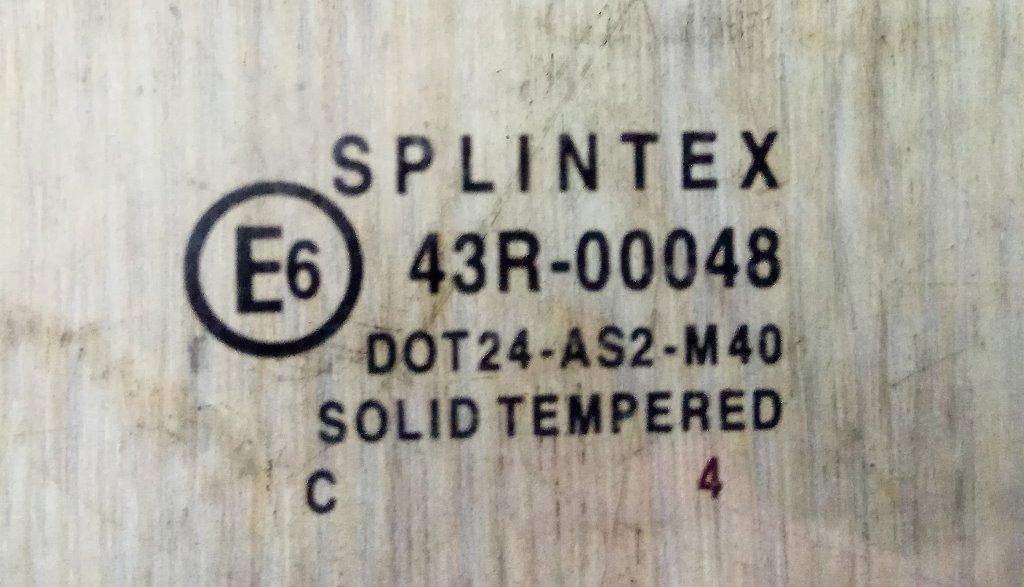 SPLINTEX
E6 43R-00048
DOT24-AS2-M40
SOLID TEMPERED
C 4